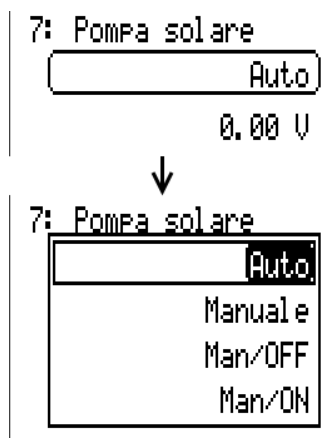 7: Pompa solare
Auto
0.00 V
7: Pompa solare
Auto
Manuale
Man/OFF
Man/ON